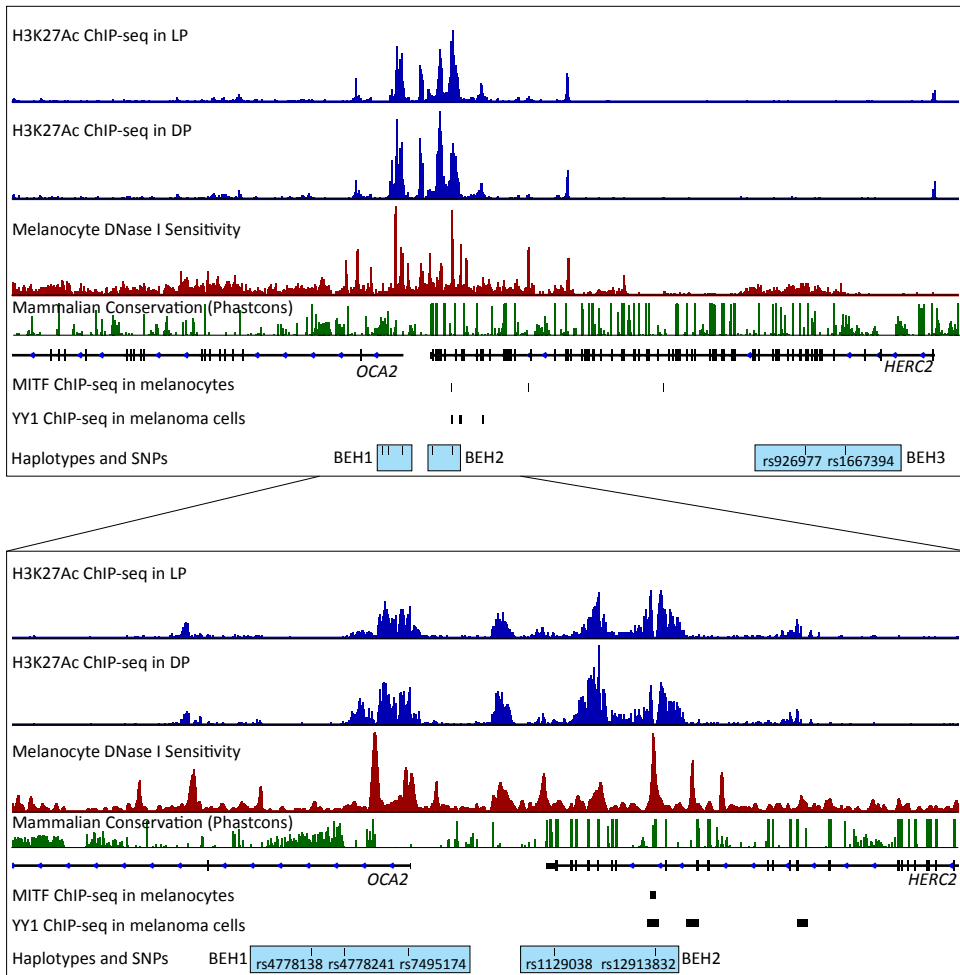 H3K27Ac ChIP-seq in LP
H3K27Ac ChIP-seq in DP
Melanocyte DNase I Sensitivity
Mammalian Conservation (Phastcons)
OCA2 HERC2
MITF ChIP-seq in melanocytes
YY1 ChIP-seq in melanoma cells
Haplotypes and SNPs BEH1 BEH2 rs926977 rs1667394 BEH3
H3K27Ac ChIP-seq in LP
H3K27Ac ChIP-seq in DP
Melanocyte DNase I Sensitivity
Mammalian Conservation (Phastcons)
OCA2 HERC2
MITF ChIP-seq in melanocytes
YY1 ChIP-seq in melanoma cells
Haplotypes and SNPs BEH1 rs4778138 rs4778241 rs7495174 rs1129038 rs12913832 BEH2